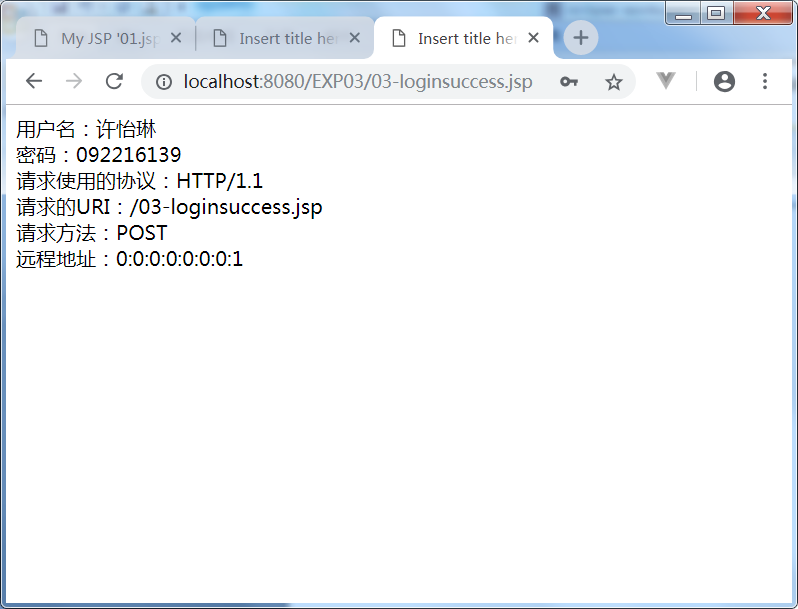 My JSP '01.jsp
Insert title her
Insert title her
localhost:8080/EXP03/03-loginsuccess.jsp
用户名：许怡琳
密码：092216139
请求使用的协议：HTTP/1.1
请求的URI：/03-loginsuccess.jsp
请求方法：POST
远程地址：0:0:0:0:0:0:0:1